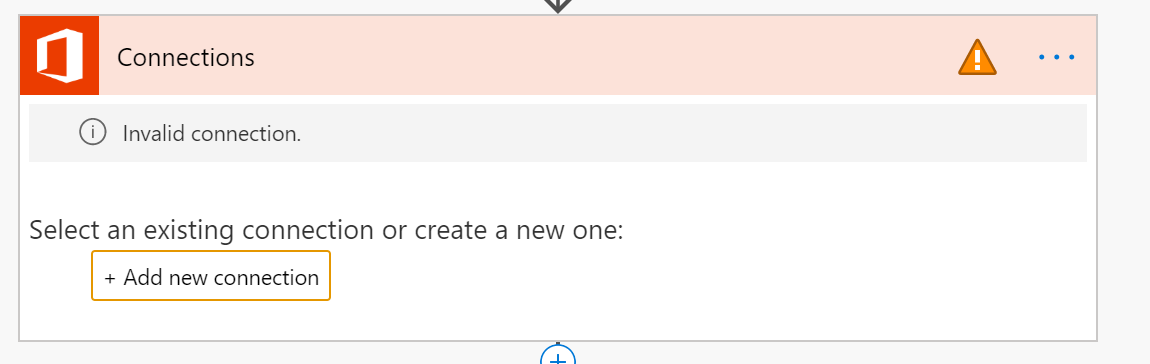 Connections
Invalid connection.
Select an existing connection or create a new one:
+ Add new connection